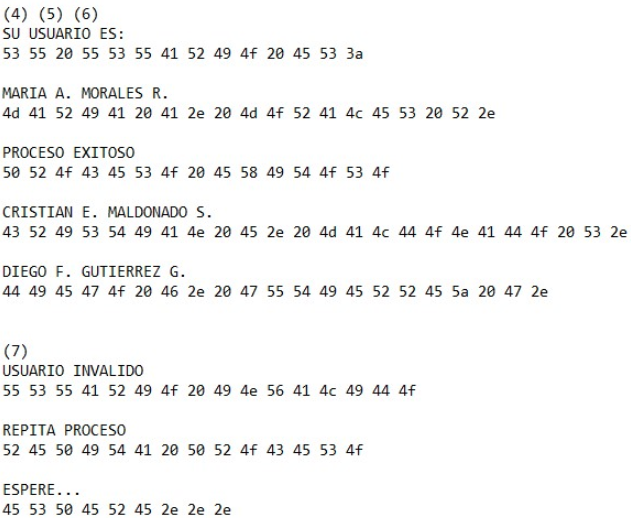 (4) (5) (6)
SU USUARIO ES:
53 55 20 55 53 55 41 52 49 4f 20 45 53 3a
MARIA A. MORALES R.
4d 41 52 49 41 20 41 2e 20 4d 4f 52 41 4c 45 53 20 52 2e
PROCESO EXITOSO
50 52 4f 43 45 53 4f 20 45 58 49 54 4f 53 4f
CRISTIAN E. MALDONADO S.
43 52 49 53 54 49 41 4e 20 45 2e 20 4d 41 4c 44 4f 4e 41 44 4f 20 53 2e
DIEGO F. GUTIERREZ G.
44 49 45 47 4f 20 46 2e 20 47 55 54 49 45 52 52 45 5a 20 47 2e
(7)
USUARIO INVALIDO
55 53 55 41 52 49 4f 20 49 4e 56 41 4c 49 44 4f
REPITA PROCESO
52 45 50 49 54 41 20 50 52 4f 43 45 53 4f
ESPERE...
45 53 50 45 52 45 2e 2e 2e